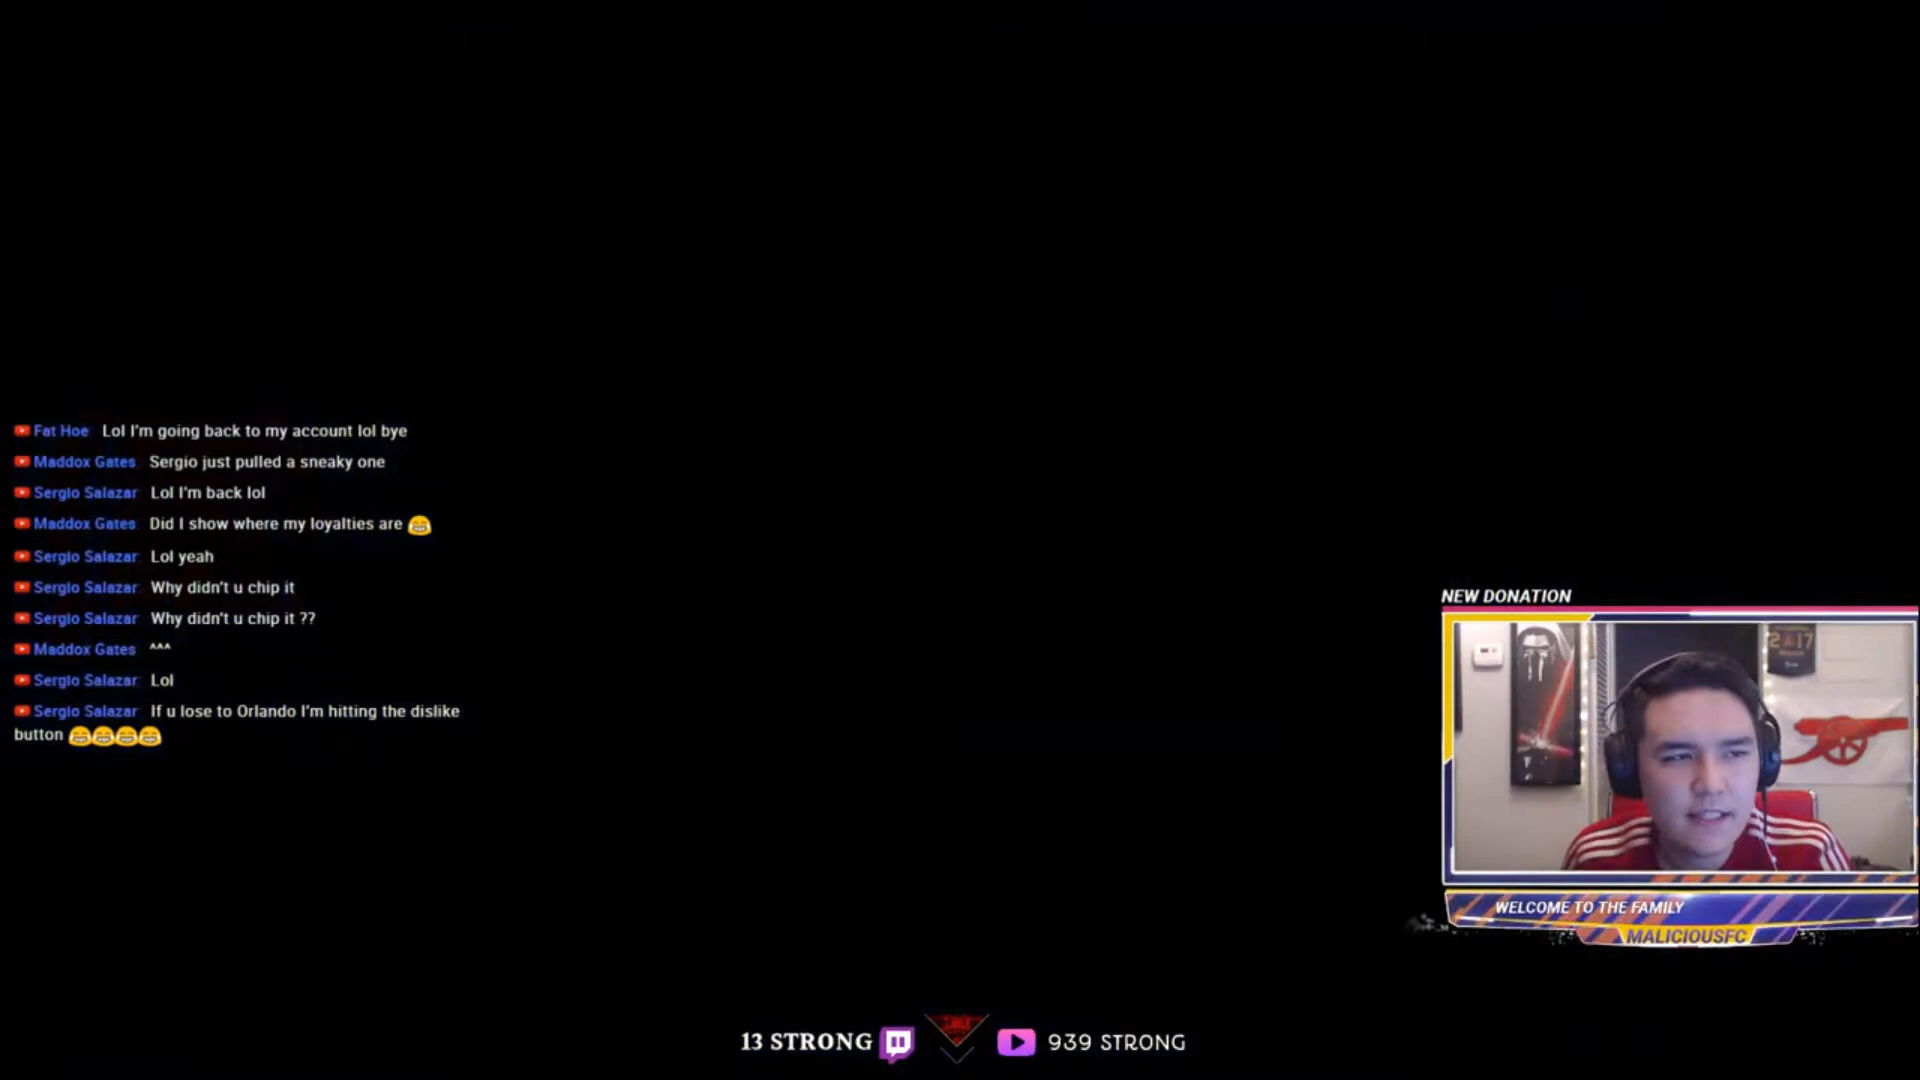 Fat Hoe Lol I'm going back to my account lol bye
Maddox Gates Sergio just pulled a sneaky one
Sergio Salazar Lol I'm back lol
Maddox Gates Did I show where my loyalties are 😂
Sergio Salazar Lol yeah
Sergio Salazar Why didn't u chip it
Sergio Salazar Why didn't u chip it ??
Maddox Gates ^^^
Sergio Salazar Lol
Sergio Salazar If u lose to Orlando I'm hitting the dislike
button 😂😂😂😂
NEW DONATION
2017
WELCOME TO THE FAMILY
MALICIOUSFC
13 STRONG
939 STRONG